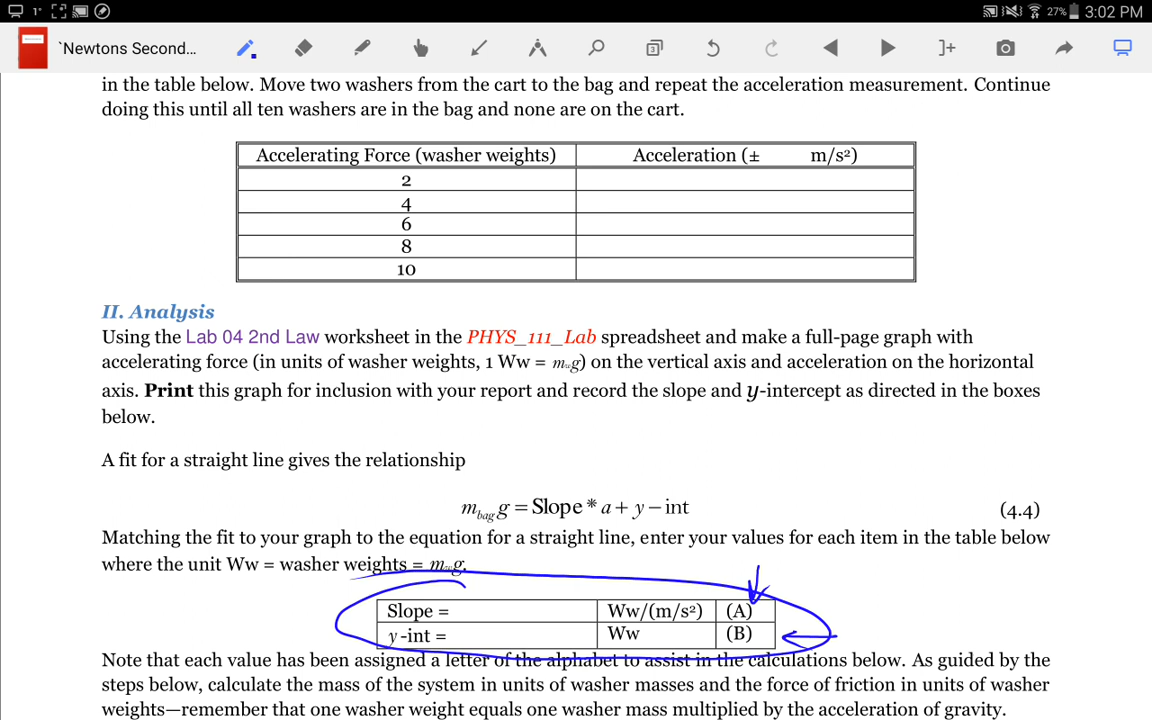 1°
27%
3:02 PM
`Newtons Second...
3
in the table below. Move two washers from the cart to the bag and repeat the acceleration measurement. Continue
doing this until all ten washers are in the bag and none are on the cart.
Accelerating Force (washer weights) Acceleration (± m/s²)
2
4
6
8
10
II. Analysis
Using the Lab 04 2nd Law worksheet in the PHYS_111_Lab spreadsheet and make a full-page graph with
accelerating force (in units of washer weights, 1 Ww = m_w g) on the vertical axis and acceleration on the horizontal
axis. Print this graph for inclusion with your report and record the slope and y-intercept as directed in the boxes
below.
A fit for a straight line gives the relationship
m_bag g = Slope * a + y − int (4.4)
Matching the fit to your graph to the equation for a straight line, enter your values for each item in the table below
where the unit Ww = washer weights = m_w g.
Slope = Ww/(m/s²) (A)
y -int = Ww (B)
Note that each value has been assigned a letter of the alphabet to assist in the calculations below. As guided by the
steps below, calculate the mass of the system in units of washer masses and the force of friction in units of washer
weights—remember that one washer weight equals one washer mass multiplied by the acceleration of gravity.